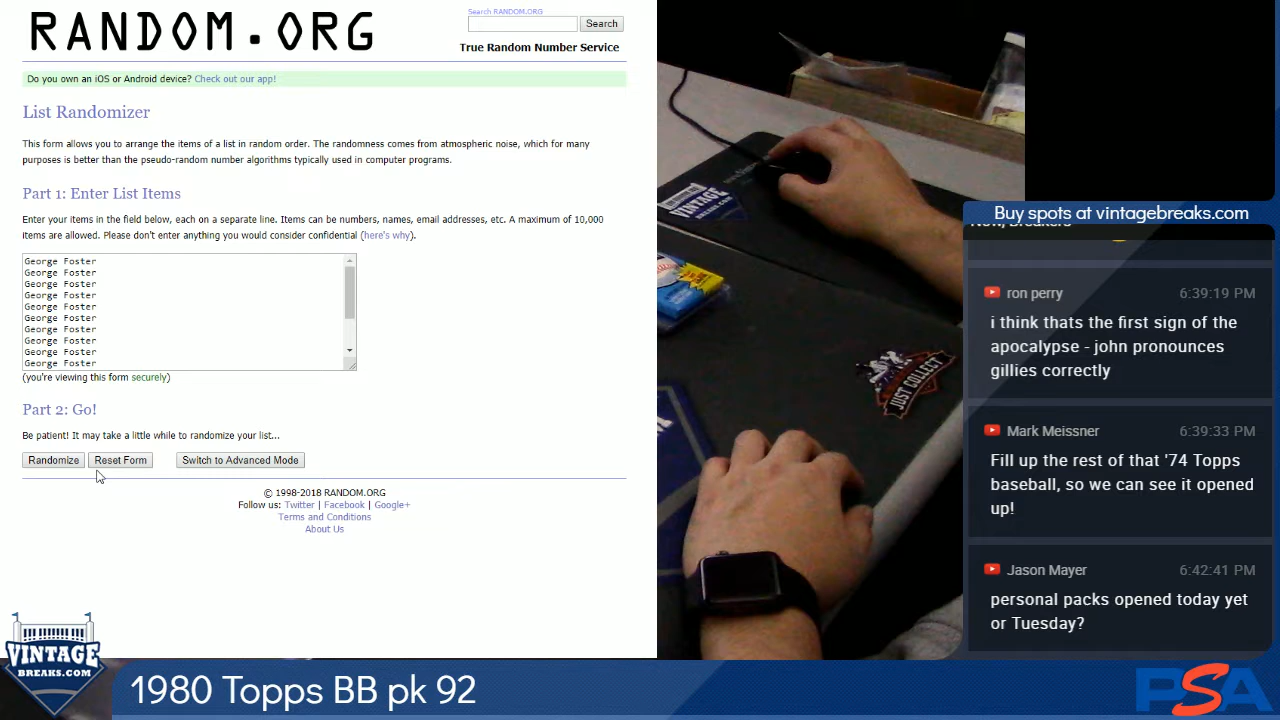 RANDOM.ORG
Search RANDOM.ORG
Search
True Random Number Service
Do you own an iOS or Android device? Check out our app!
List Randomizer
This form allows you to arrange the items of a list in random order. The randomness comes from atmospheric noise, which for many
purposes is better than the pseudo-random number algorithms typically used in computer programs.
Part 1: Enter List Items
Enter your items in the field below, each on a separate line. Items can be numbers, names, email addresses, etc. A maximum of 10,000
items are allowed. Please don't enter anything you would consider confidential (here's why).
George Foster
George Foster
George Foster
George Foster
George Foster
George Foster
George Foster
George Foster
George Foster
George Foster
(you're viewing this form securely)
Part 2: Go!
Be patient! It may take a little while to randomize your list...
Randomize
Reset Form
Switch to Advanced Mode
© 1998-2018 RANDOM.ORG
Follow us: Twitter | Facebook | Google+
Terms and Conditions
About Us
VINTAGE
BREAKS.COM
JUST COLLECT
Buy spots at vintagebreaks.com
Now, Breakers
ron perry 6:39:19 PM
i think thats the first sign of the
apocalypse - john pronounces
gillies correctly
Mark Meissner 6:39:33 PM
Fill up the rest of that '74 Topps
baseball, so we can see it opened
up!
Jason Mayer 6:42:41 PM
personal packs opened today yet
or Tuesday?
VINTAGE
BREAKS.COM
1980 Topps BB pk 92
PSA